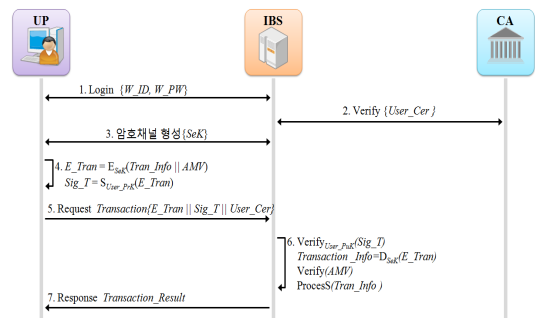 UP
IBS
CA
1. Login {W_ID, W_PW}
2. Verify {User_Cer }
3. 암호채널 형성{SeK}
4. E_Tran = E_SeK(Tran_Info || AMV)
Sig_T = S_User_PrK(E_Tran)
5. Request Transaction{E_Tran || Sig_T || User_Cer}
6. Verify_User_PuK(Sig_T)
Transaction _Info=D_SeK(E_Tran)
Verify(AMV)
ProcesS(Tran_Info )
7. Response Transaction_Result